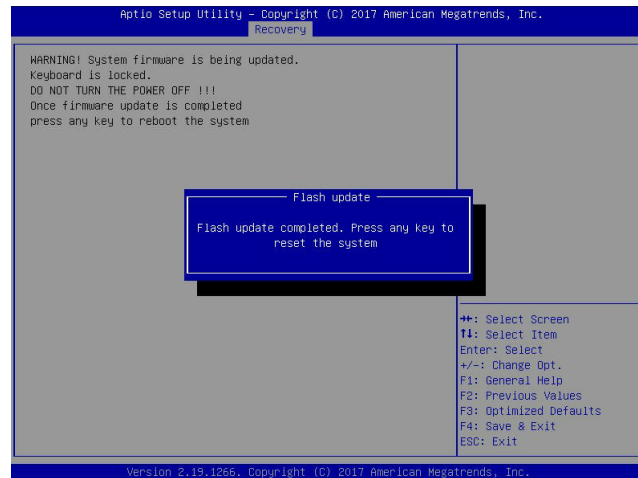 Aptio Setup Utility – Copyright (C) 2017 American Megatrends, Inc.
Recovery
WARNING! System firmware is being updated.
Keyboard is locked.
DO NOT TURN THE POWER OFF !!!
Once firmware update is completed
press any key to reboot the system
Flash update
Flash update completed. Press any key to
reset the system
→←: Select Screen
↑↓: Select Item
Enter: Select
+/-: Change Opt.
F1: General Help
F2: Previous Values
F3: Optimized Defaults
F4: Save & Exit
ESC: Exit
Version 2.19.1266. Copyright (C) 2017 American Megatrends, Inc.